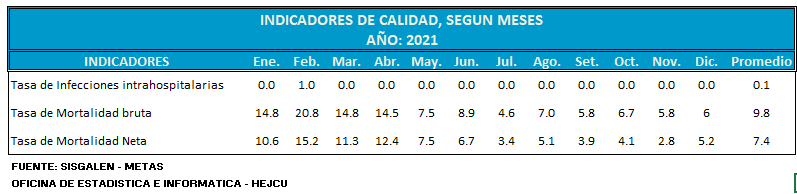 INDICADORES DE CALIDAD, SEGUN MESES
AÑO: 2021
INDICADORES Ene. Feb. Mar. Abr. May. Jun. Jul. Ago. Set. Oct. Nov. Dic. Promedio
Tasa de Infecciones intrahospitalarias 0.0 1.0 0.0 0.0 0.0 0.0 0.0 0.0 0.0 0.0 0.0 0.0 0.1
Tasa de Mortalidad bruta 14.8 20.8 14.8 14.5 7.5 8.9 4.6 7.0 5.8 6.7 5.8 6 9.8
Tasa de Mortalidad Neta 10.6 15.2 11.3 12.4 7.5 6.7 3.4 5.1 3.9 4.1 2.8 5.2 7.4
FUENTE: SISGALEN - METAS
OFICINA DE ESTADISTICA E INFORMATICA - HEJCU